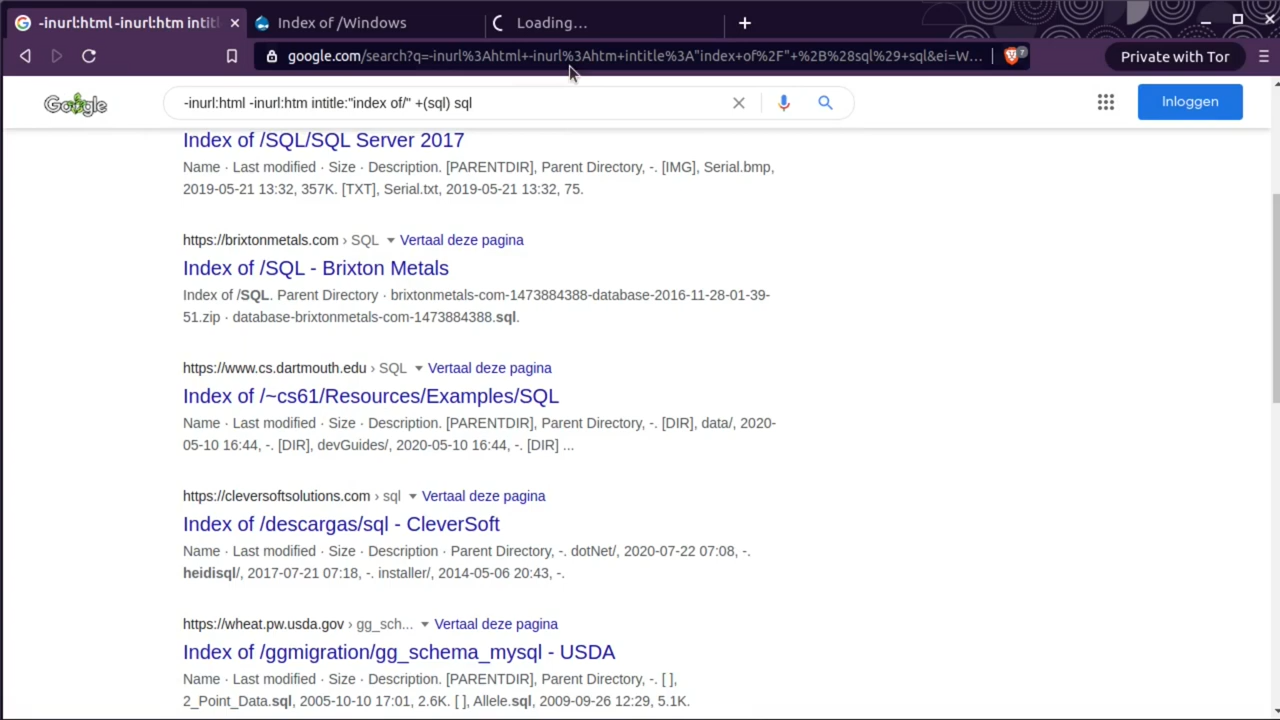 -inurl:html -inurl:htm intitl
Index of /Windows
Loading...
google.com/search?q=-inurl%3Ahtml+-inurl%3Ahtm+intitle%3A"index+of%2F"+%2B%28sql%29+sql&ei=W...
7
Private with Tor
Google
-inurl:html -inurl:htm intitle:"index of/" +(sql) sql
Inloggen
Index of /SQL/SQL Server 2017
Name · Last modified · Size · Description. [PARENTDIR], Parent Directory, -. [IMG], Serial.bmp,
2019-05-21 13:32, 357K. [TXT], Serial.txt, 2019-05-21 13:32, 75.
https://brixtonmetals.com › SQL Vertaal deze pagina
Index of /SQL - Brixton Metals
Index of /SQL. Parent Directory · brixtonmetals-com-1473884388-database-2016-11-28-01-39-
51.zip · database-brixtonmetals-com-1473884388.sql.
https://www.cs.dartmouth.edu › SQL Vertaal deze pagina
Index of /~cs61/Resources/Examples/SQL
Name · Last modified · Size · Description. [PARENTDIR], Parent Directory, -. [DIR], data/, 2020-
05-10 16:44, -. [DIR], devGuides/, 2020-05-10 16:44, -. [DIR] ...
https://cleversoftsolutions.com › sql Vertaal deze pagina
Index of /descargas/sql - CleverSoft
Name · Last modified · Size · Description · Parent Directory, -. dotNet/, 2020-07-22 07:08, -.
heidisql/, 2017-07-21 07:18, -. installer/, 2014-05-06 20:43, -.
https://wheat.pw.usda.gov › gg_sch... Vertaal deze pagina
Index of /ggmigration/gg_schema_mysql - USDA
Name · Last modified · Size · Description. [PARENTDIR], Parent Directory, -. [ ],
2_Point_Data.sql, 2005-10-10 17:01, 2.6K. [ ], Allele.sql, 2009-09-26 12:29, 5.1K.